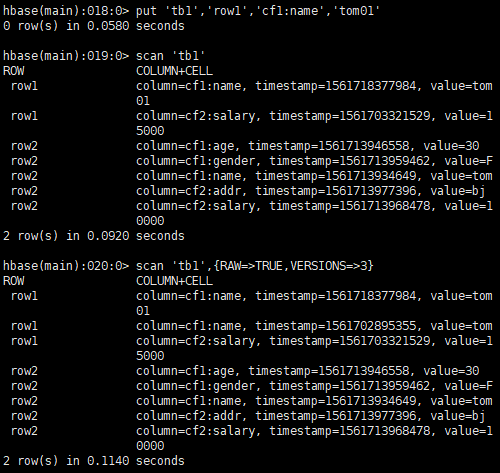 hbase(main):018:0> put 'tb1','row1','cf1:name','tom01'
0 row(s) in 0.0580 seconds
hbase(main):019:0> scan 'tb1'
ROW COLUMN+CELL
row1 column=cf1:name, timestamp=1561718377984, value=tom
01
row1 column=cf2:salary, timestamp=1561703321529, value=1
5000
row2 column=cf1:age, timestamp=1561713946558, value=30
row2 column=cf1:gender, timestamp=1561713959462, value=F
row2 column=cf1:name, timestamp=1561713934649, value=tom
row2 column=cf2:addr, timestamp=1561713977396, value=bj
row2 column=cf2:salary, timestamp=1561713968478, value=1
0000
2 row(s) in 0.0920 seconds
hbase(main):020:0> scan 'tb1',{RAW=>TRUE,VERSIONS=>3}
ROW COLUMN+CELL
row1 column=cf1:name, timestamp=1561718377984, value=tom
01
row1 column=cf1:name, timestamp=1561702895355, value=tom
row1 column=cf2:salary, timestamp=1561703321529, value=1
5000
row2 column=cf1:age, timestamp=1561713946558, value=30
row2 column=cf1:gender, timestamp=1561713959462, value=F
row2 column=cf1:name, timestamp=1561713934649, value=tom
row2 column=cf2:addr, timestamp=1561713977396, value=bj
row2 column=cf2:salary, timestamp=1561713968478, value=1
0000
2 row(s) in 0.1140 seconds